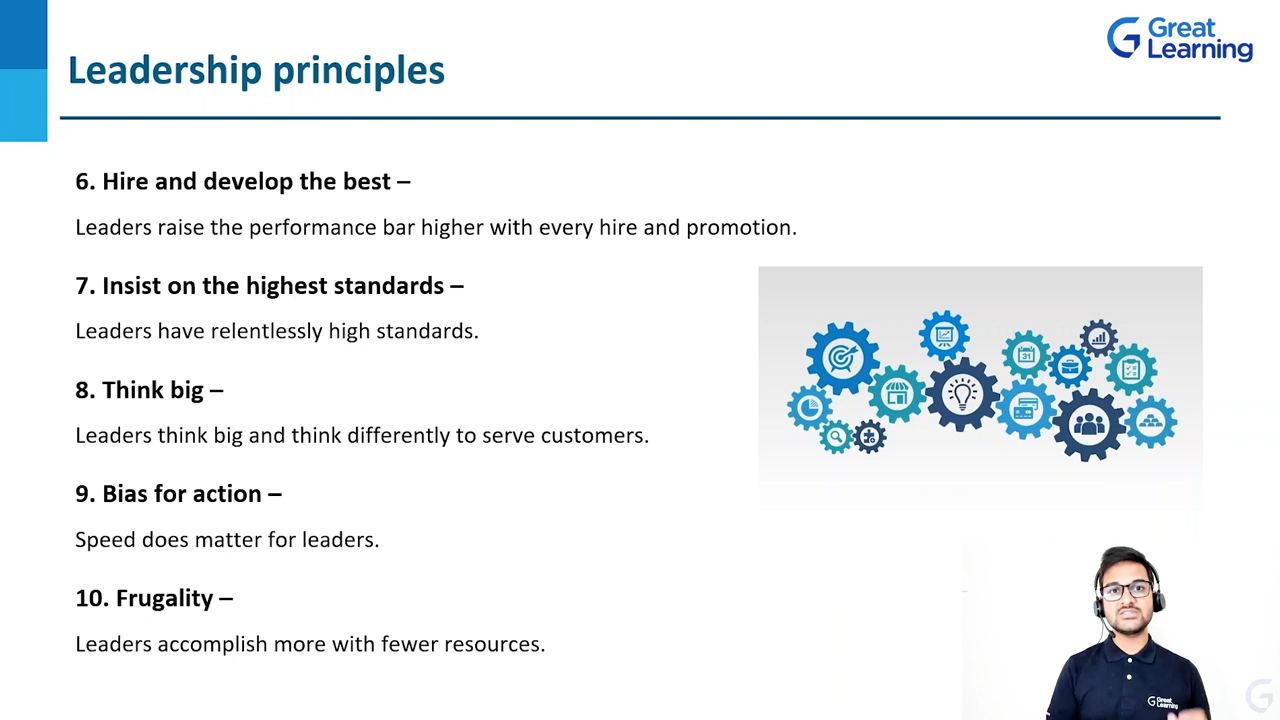 Great
Learning
Leadership principles
6. Hire and develop the best –
Leaders raise the performance bar higher with every hire and promotion.
7. Insist on the highest standards –
Leaders have relentlessly high standards.
8. Think big –
Leaders think big and think differently to serve customers.
9. Bias for action –
Speed does matter for leaders.
10. Frugality –
Leaders accomplish more with fewer resources.
31
Great
Learning